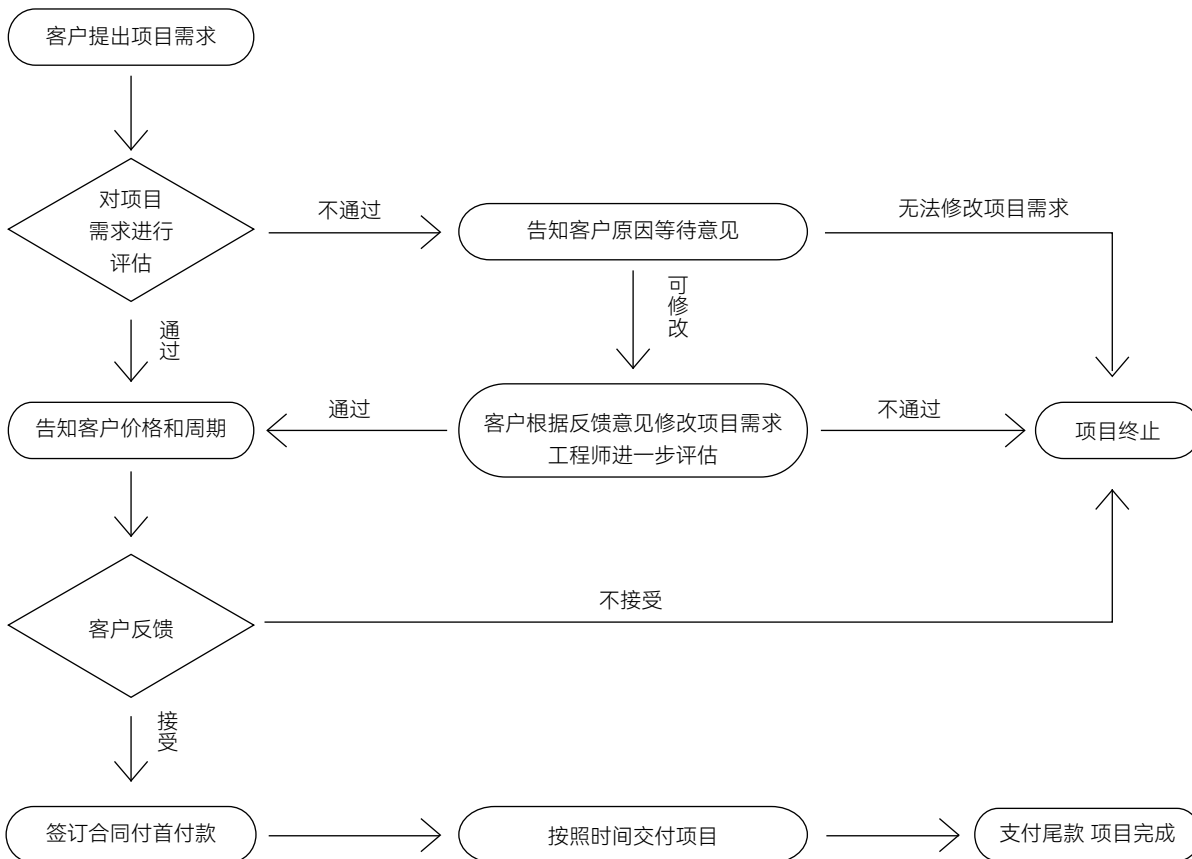 客户提出项目需求
对项目
需求进行
评估
不通过
告知客户原因等待意见
无法修改项目需求
可修改
通过
告知客户价格和周期
通过
客户根据反馈意见修改项目需求
工程师进一步评估
不通过
项目终止
客户反馈
不接受
接受
签订合同付首付款
按照时间交付项目
支付尾款 项目完成